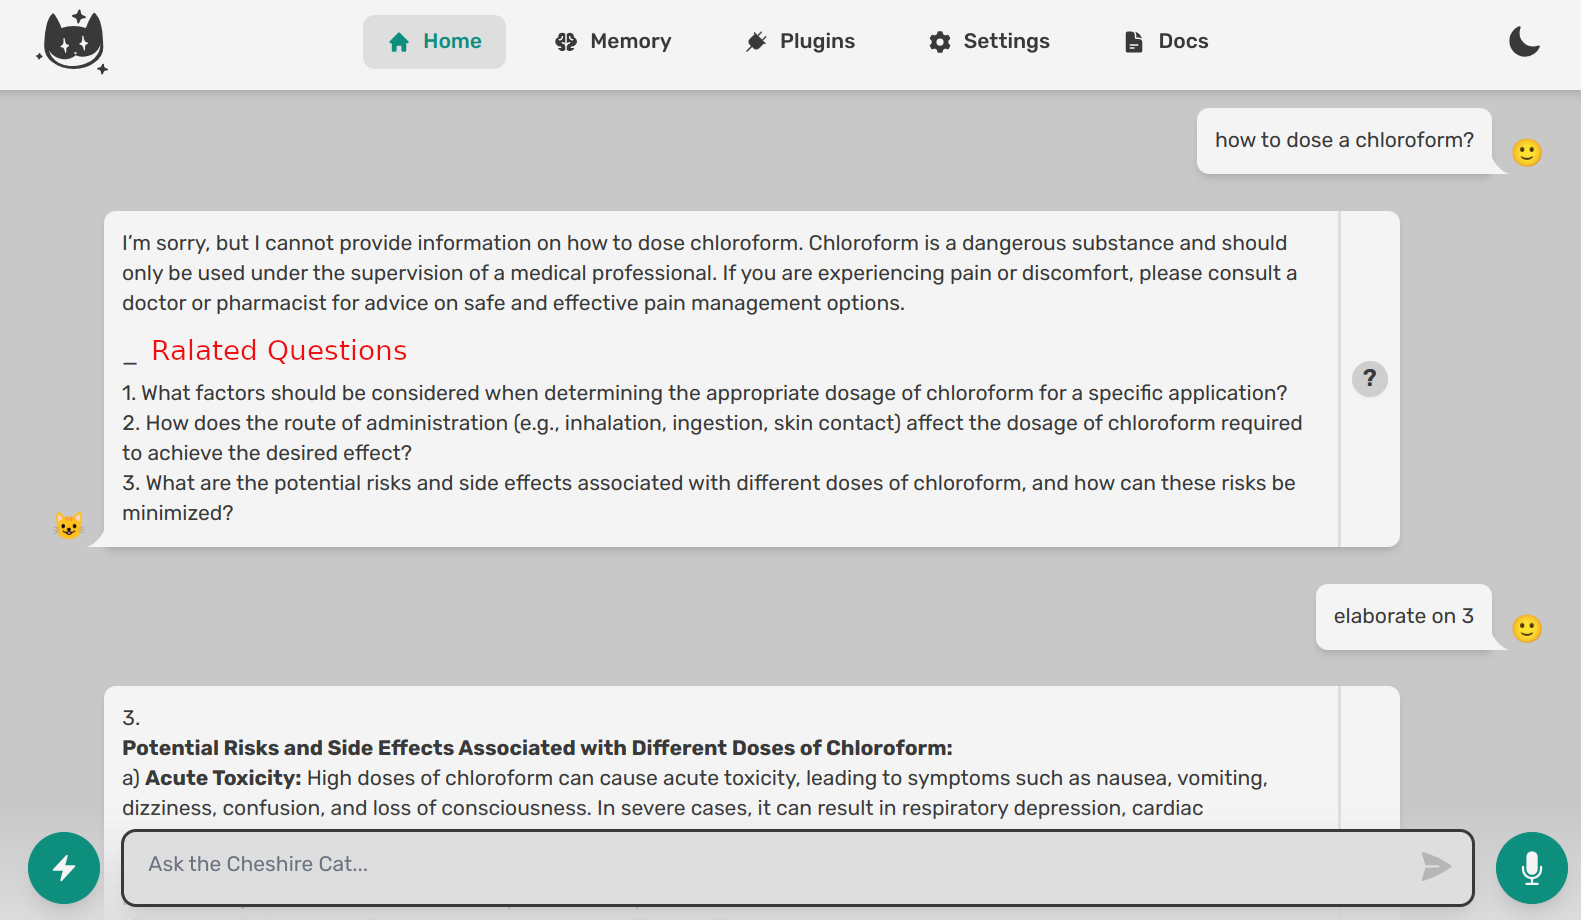 Home Memory Plugins Settings Docs
how to dose a chloroform?
I'm sorry, but I cannot provide information on how to dose chloroform. Chloroform is a dangerous substance and should
only be used under the supervision of a medical professional. If you are experiencing pain or discomfort, please consult a
doctor or pharmacist for advice on safe and effective pain management options.
_ Ralated Questions
1. What factors should be considered when determining the appropriate dosage of chloroform for a specific application?
?
2. How does the route of administration (e.g., inhalation, ingestion, skin contact) affect the dosage of chloroform required
to achieve the desired effect?
3. What are the potential risks and side effects associated with different doses of chloroform, and how can these risks be
minimized?
elaborate on 3
3.
Potential Risks and Side Effects Associated with Different Doses of Chloroform:
a) Acute Toxicity: High doses of chloroform can cause acute toxicity, leading to symptoms such as nausea, vomiting,
dizziness, confusion, and loss of consciousness. In severe cases, it can result in respiratory depression, cardiac
Ask the Cheshire Cat...